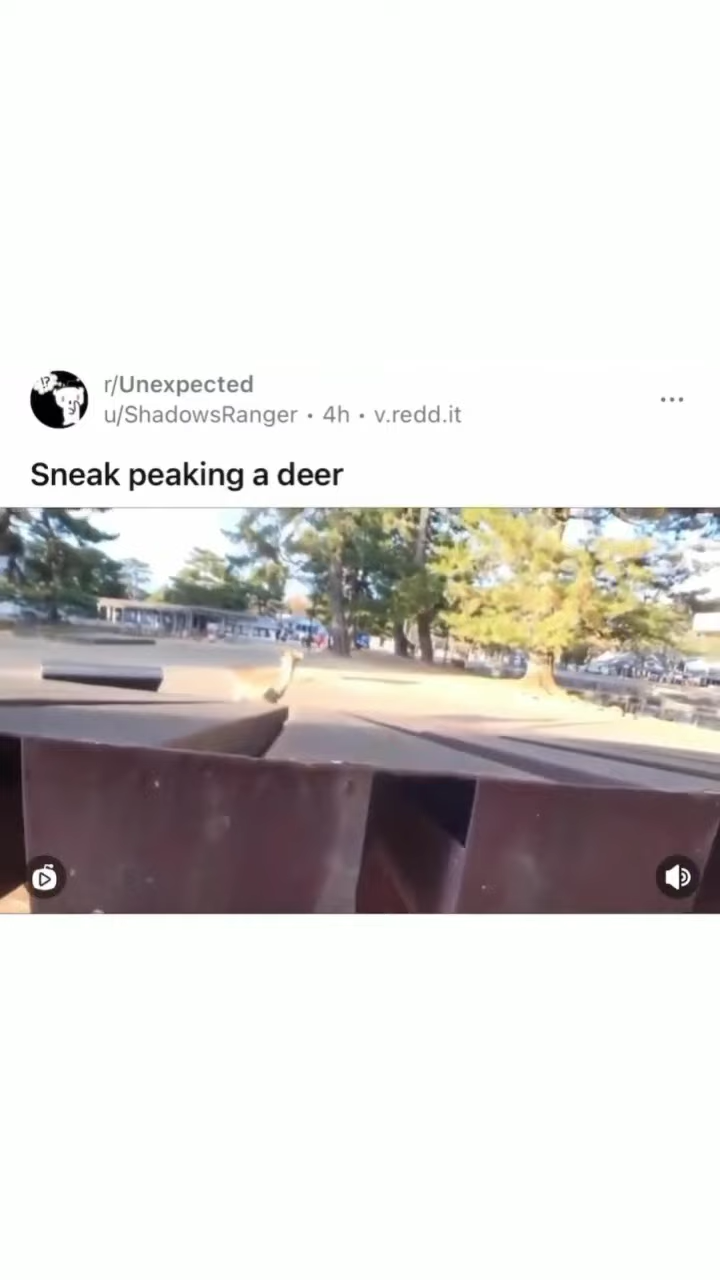 r/Unexpected
u/ShadowsRanger • 4h • v.redd.it
Sneak peaking a deer